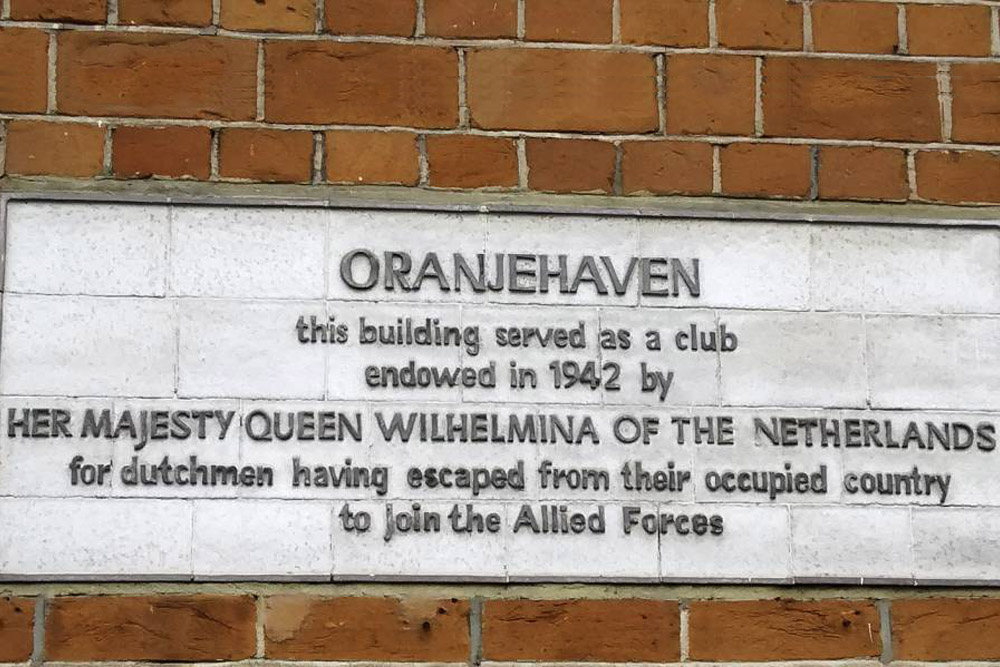 ORANJEHAVEN
this building served as a club
endowed in 1942 by
HER MAJESTY QUEEN WILHELMINA OF THE NETHERLANDS
for dutchmen having escaped from their occupied country
to join the Allied Forces